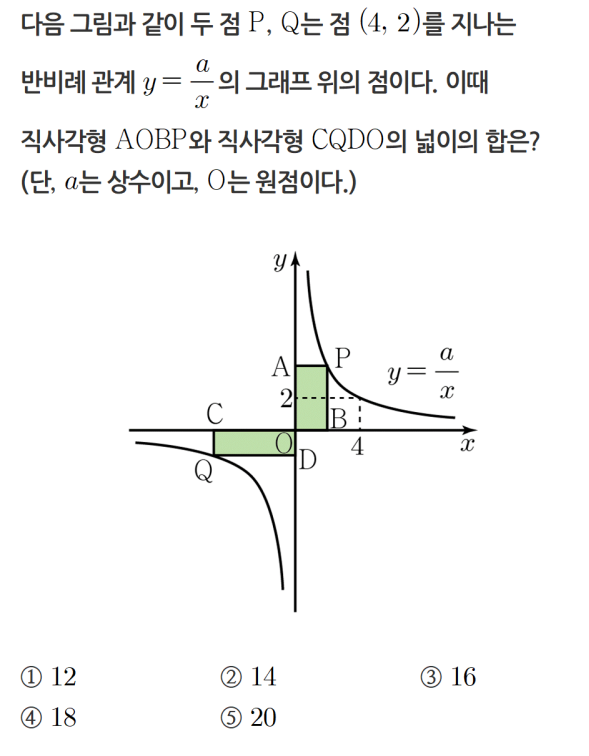 다음 그림과 같이 두 점 P, Q는 점 (4, 2)를 지나는
반비례 관계 y = a/x 의 그래프 위의 점이다. 이때
직사각형 AOBP와 직사각형 CQDO의 넓이의 합은?
(단, a는 상수이고, O는 원점이다.)
y
A P
y = a/x
2
C B
O 4 x
Q D
① 12 ② 14 ③ 16
④ 18 ⑤ 20